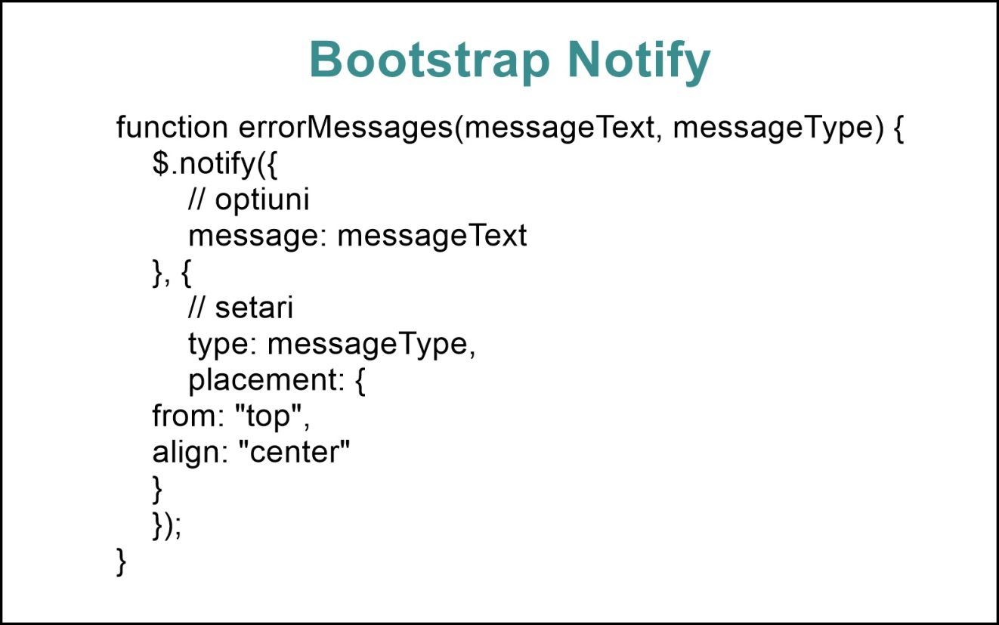 Bootstrap Notify
function errorMessages(messageText, messageType) {
$.notify({
// optiuni
message: messageText
}, {
// setari
type: messageType,
placement: {
from: "top",
align: "center"
}
});
}